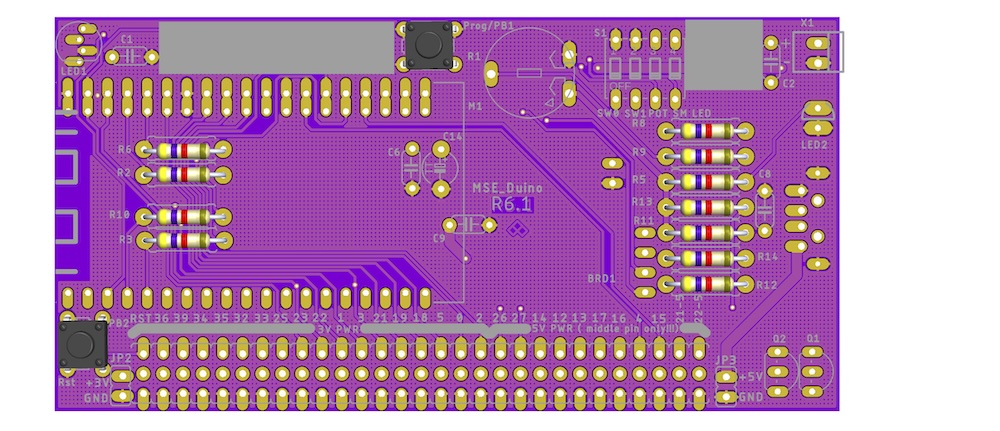 Prog/PB1
X1
C1
S1
R1
LED1
+
-
C2
OFF
M1
SW0 SW1 POT SM LED
R8
LED2
C14
R6
C6
R9
R2
R5
C8
MSE_Duino
R6.1
R13
R10
R11
R3
C9
R14
BRD1
R12
RST 36 39 34 35 32 33 25 26 27 14 12 13 17 16 4 15
23 22 1 3 21 19 18 5 0 2
21-S
22-S
PB2
3V PWR
5V PWR ( middle pin only!!!)
Q2
Q1
JP2
JP3
Rst
+3V
+5V
GND
GND